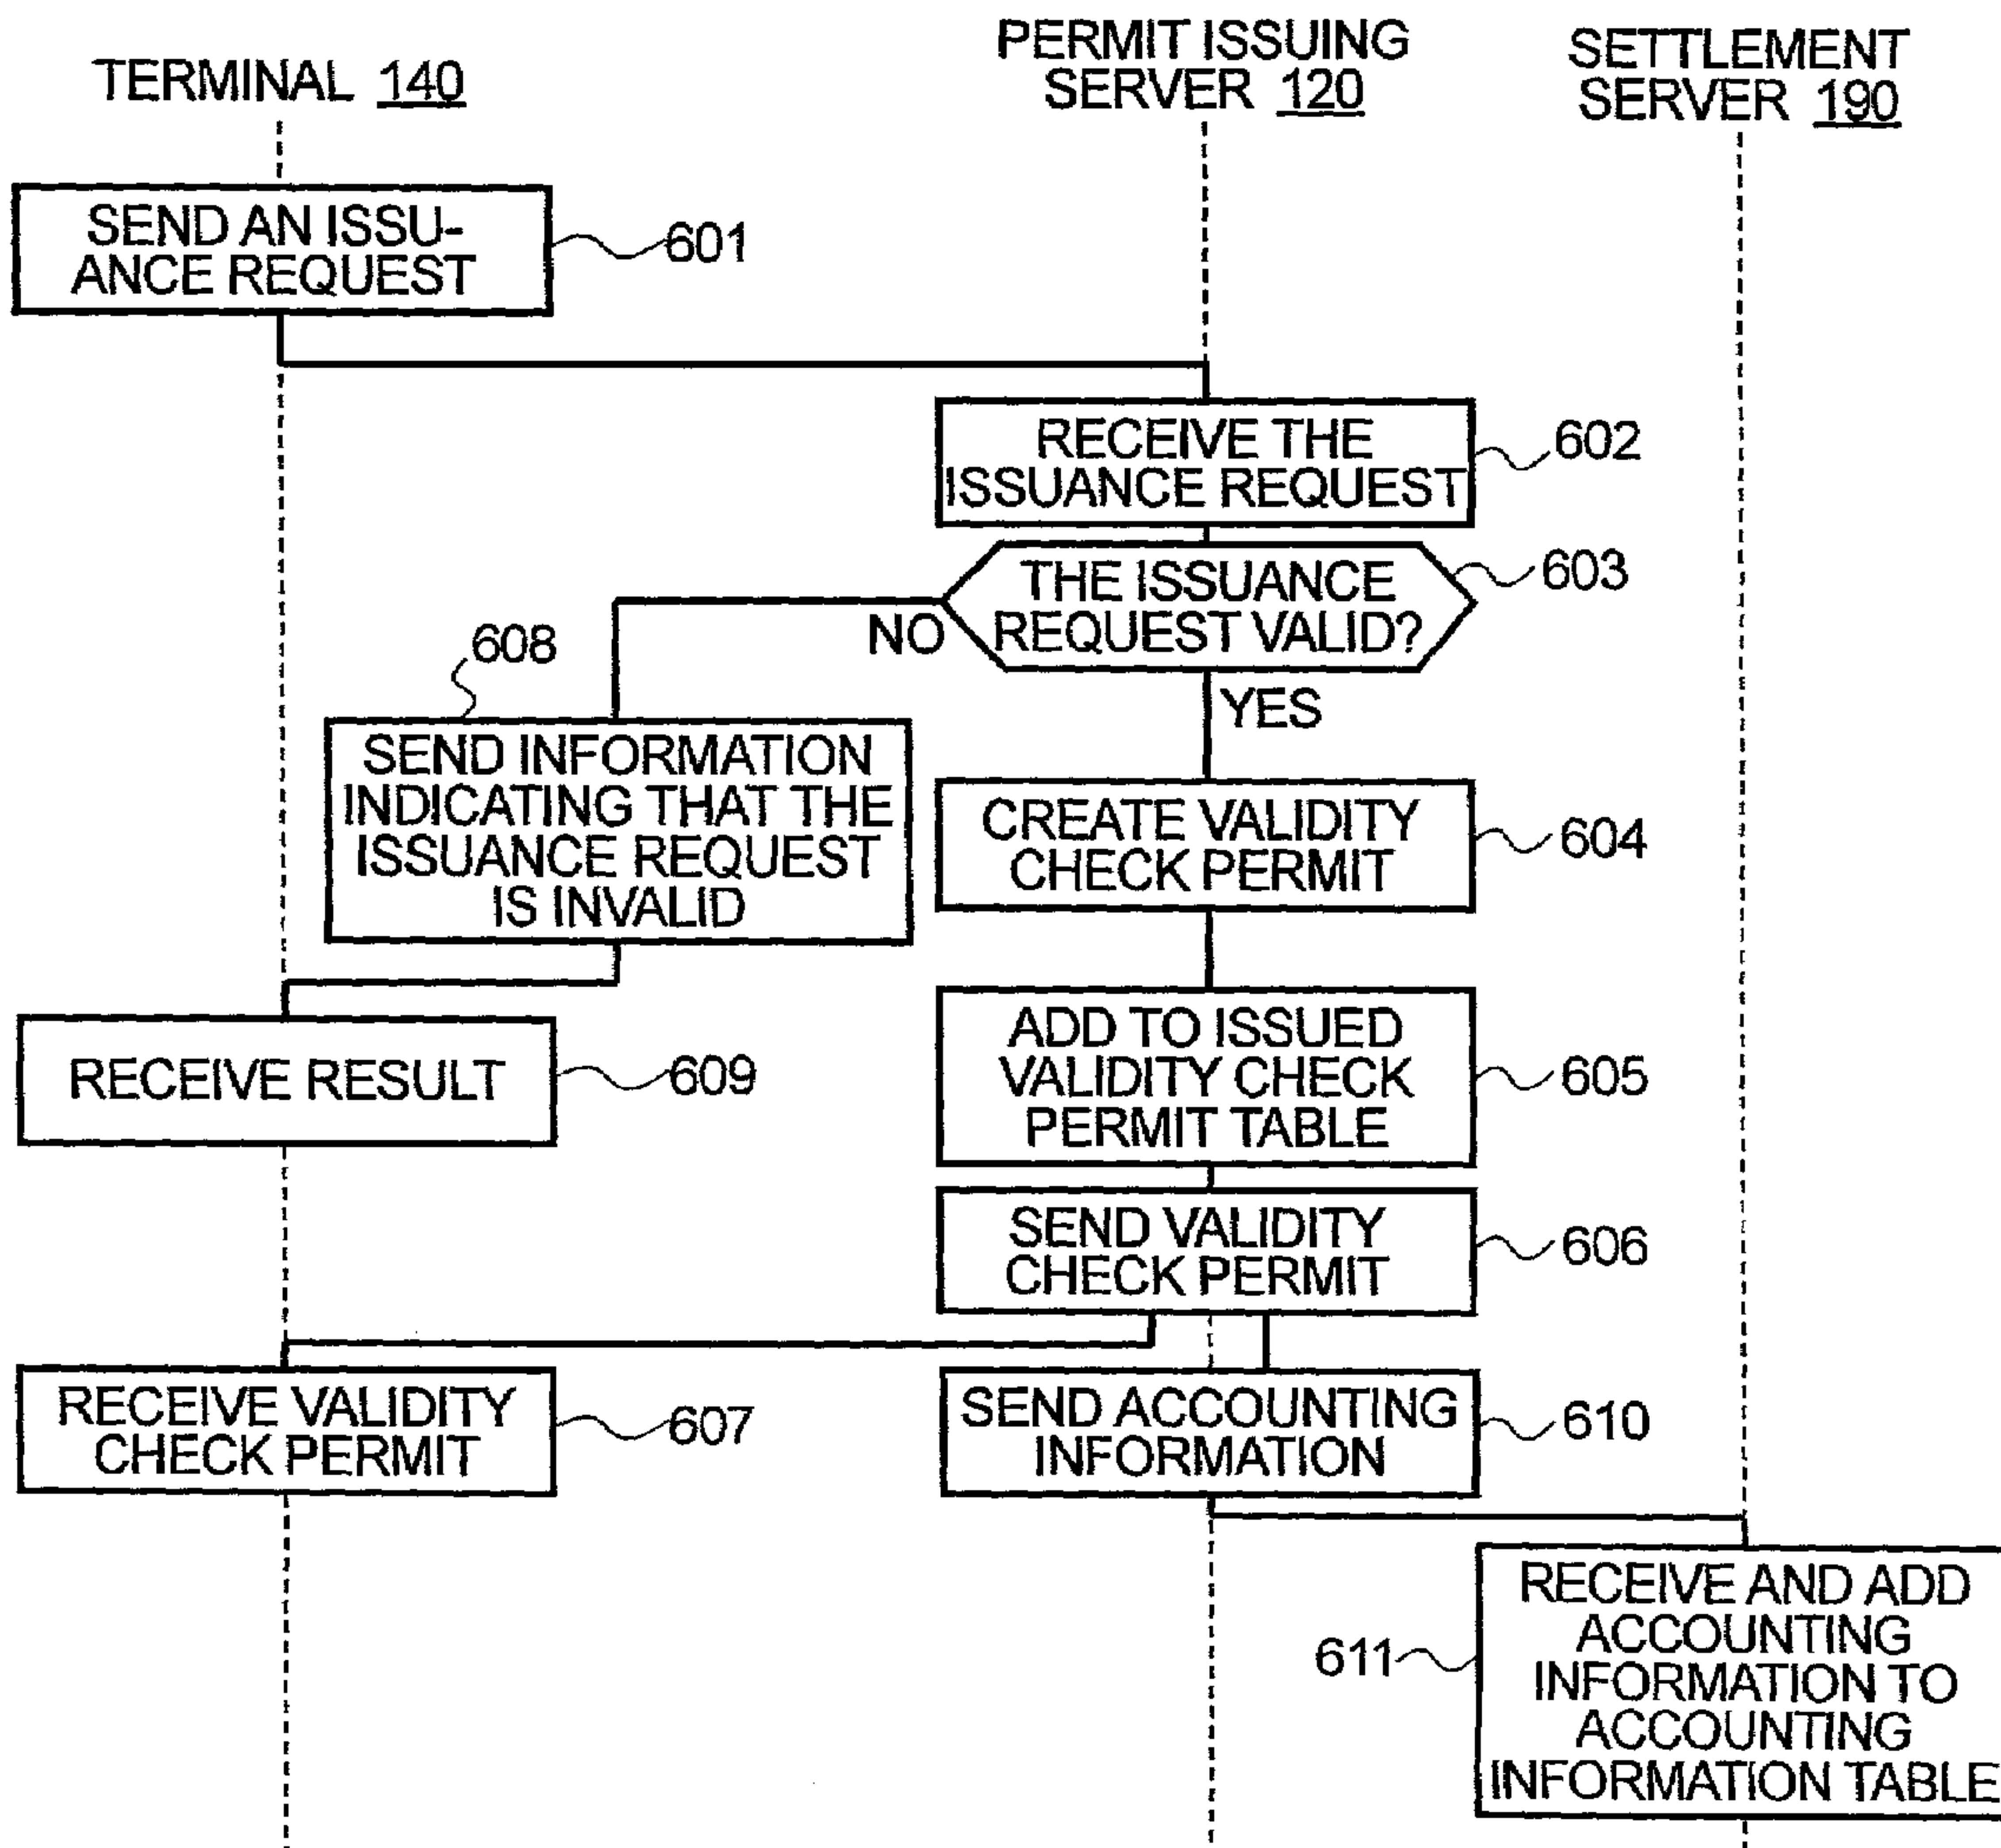 TERMINAL 140
PERMIT ISSUING
SERVER 120
SETTLEMENT
SERVER 190
SEND AN ISSU-
ANCE REQUEST
601
RECEIVE THE
ISSUANCE REQUEST
602
THE ISSUANCE
REQUEST VALID?
603
NO
YES
608
SEND INFORMATION
INDICATING THAT THE
ISSUANCE REQUEST
IS INVALID
CREATE VALIDITY
CHECK PERMIT
604
RECEIVE RESULT
609
ADD TO ISSUED
VALIDITY CHECK
PERMIT TABLE
605
SEND VALIDITY
CHECK PERMIT
606
RECEIVE VALIDITY
CHECK PERMIT
607
SEND ACCOUNTING
INFORMATION
610
611
RECEIVE AND ADD
ACCOUNTING
INFORMATION TO
ACCOUNTING
INFORMATION TABLE